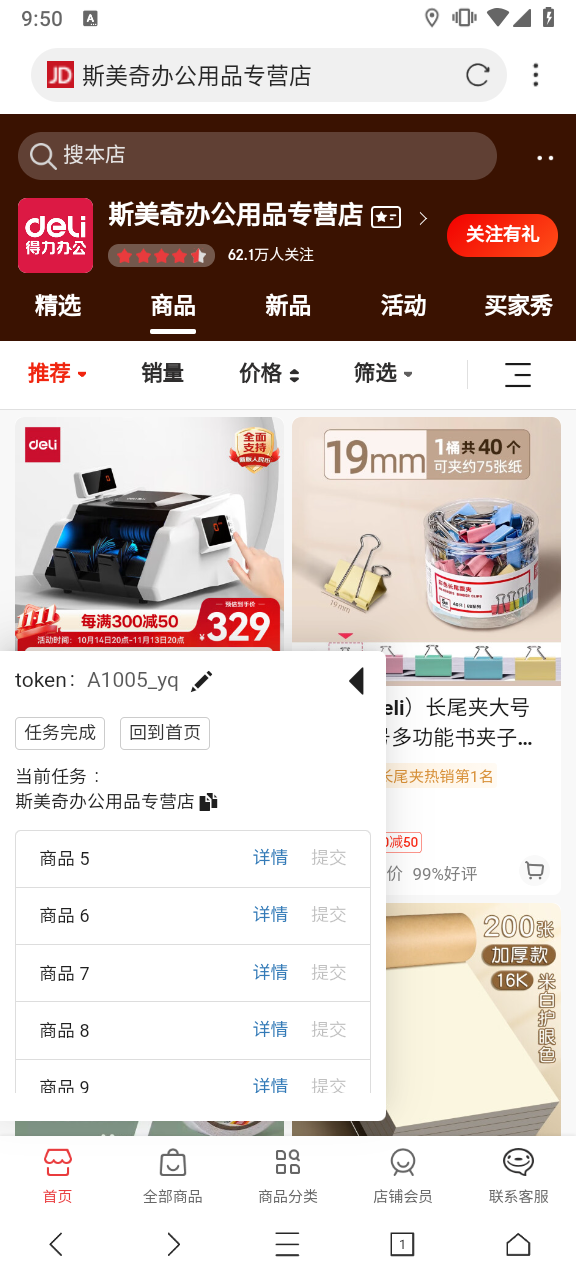 9:50
A
JD 斯美奇办公用品专营店
搜本店
deli
得力办公
斯美奇办公用品专营店
62.1万人关注
关注有礼
精选 商品 新品 活动 买家秀
推荐 销量 价格 筛选
deli
全面
支持
预估到手价
每满300减50
¥329
活动时间：10月14日20点-11月13日20点
19mm
1桶共40个
可夹约75张纸
19mm
eli）长尾夹大号
号多功能书夹子...
长尾夹热销第1名
减50
价 99%好评
200张
加厚款
16K
米白护眼色
token: A1005_yq
任务完成 回到首页
当前任务：
斯美奇办公用品专营店
商品 5 详情 提交
商品 6 详情 提交
商品 7 详情 提交
商品 8 详情 提交
商品 9 详情 提交
首页 全部商品 商品分类 店铺会员 联系客服
1